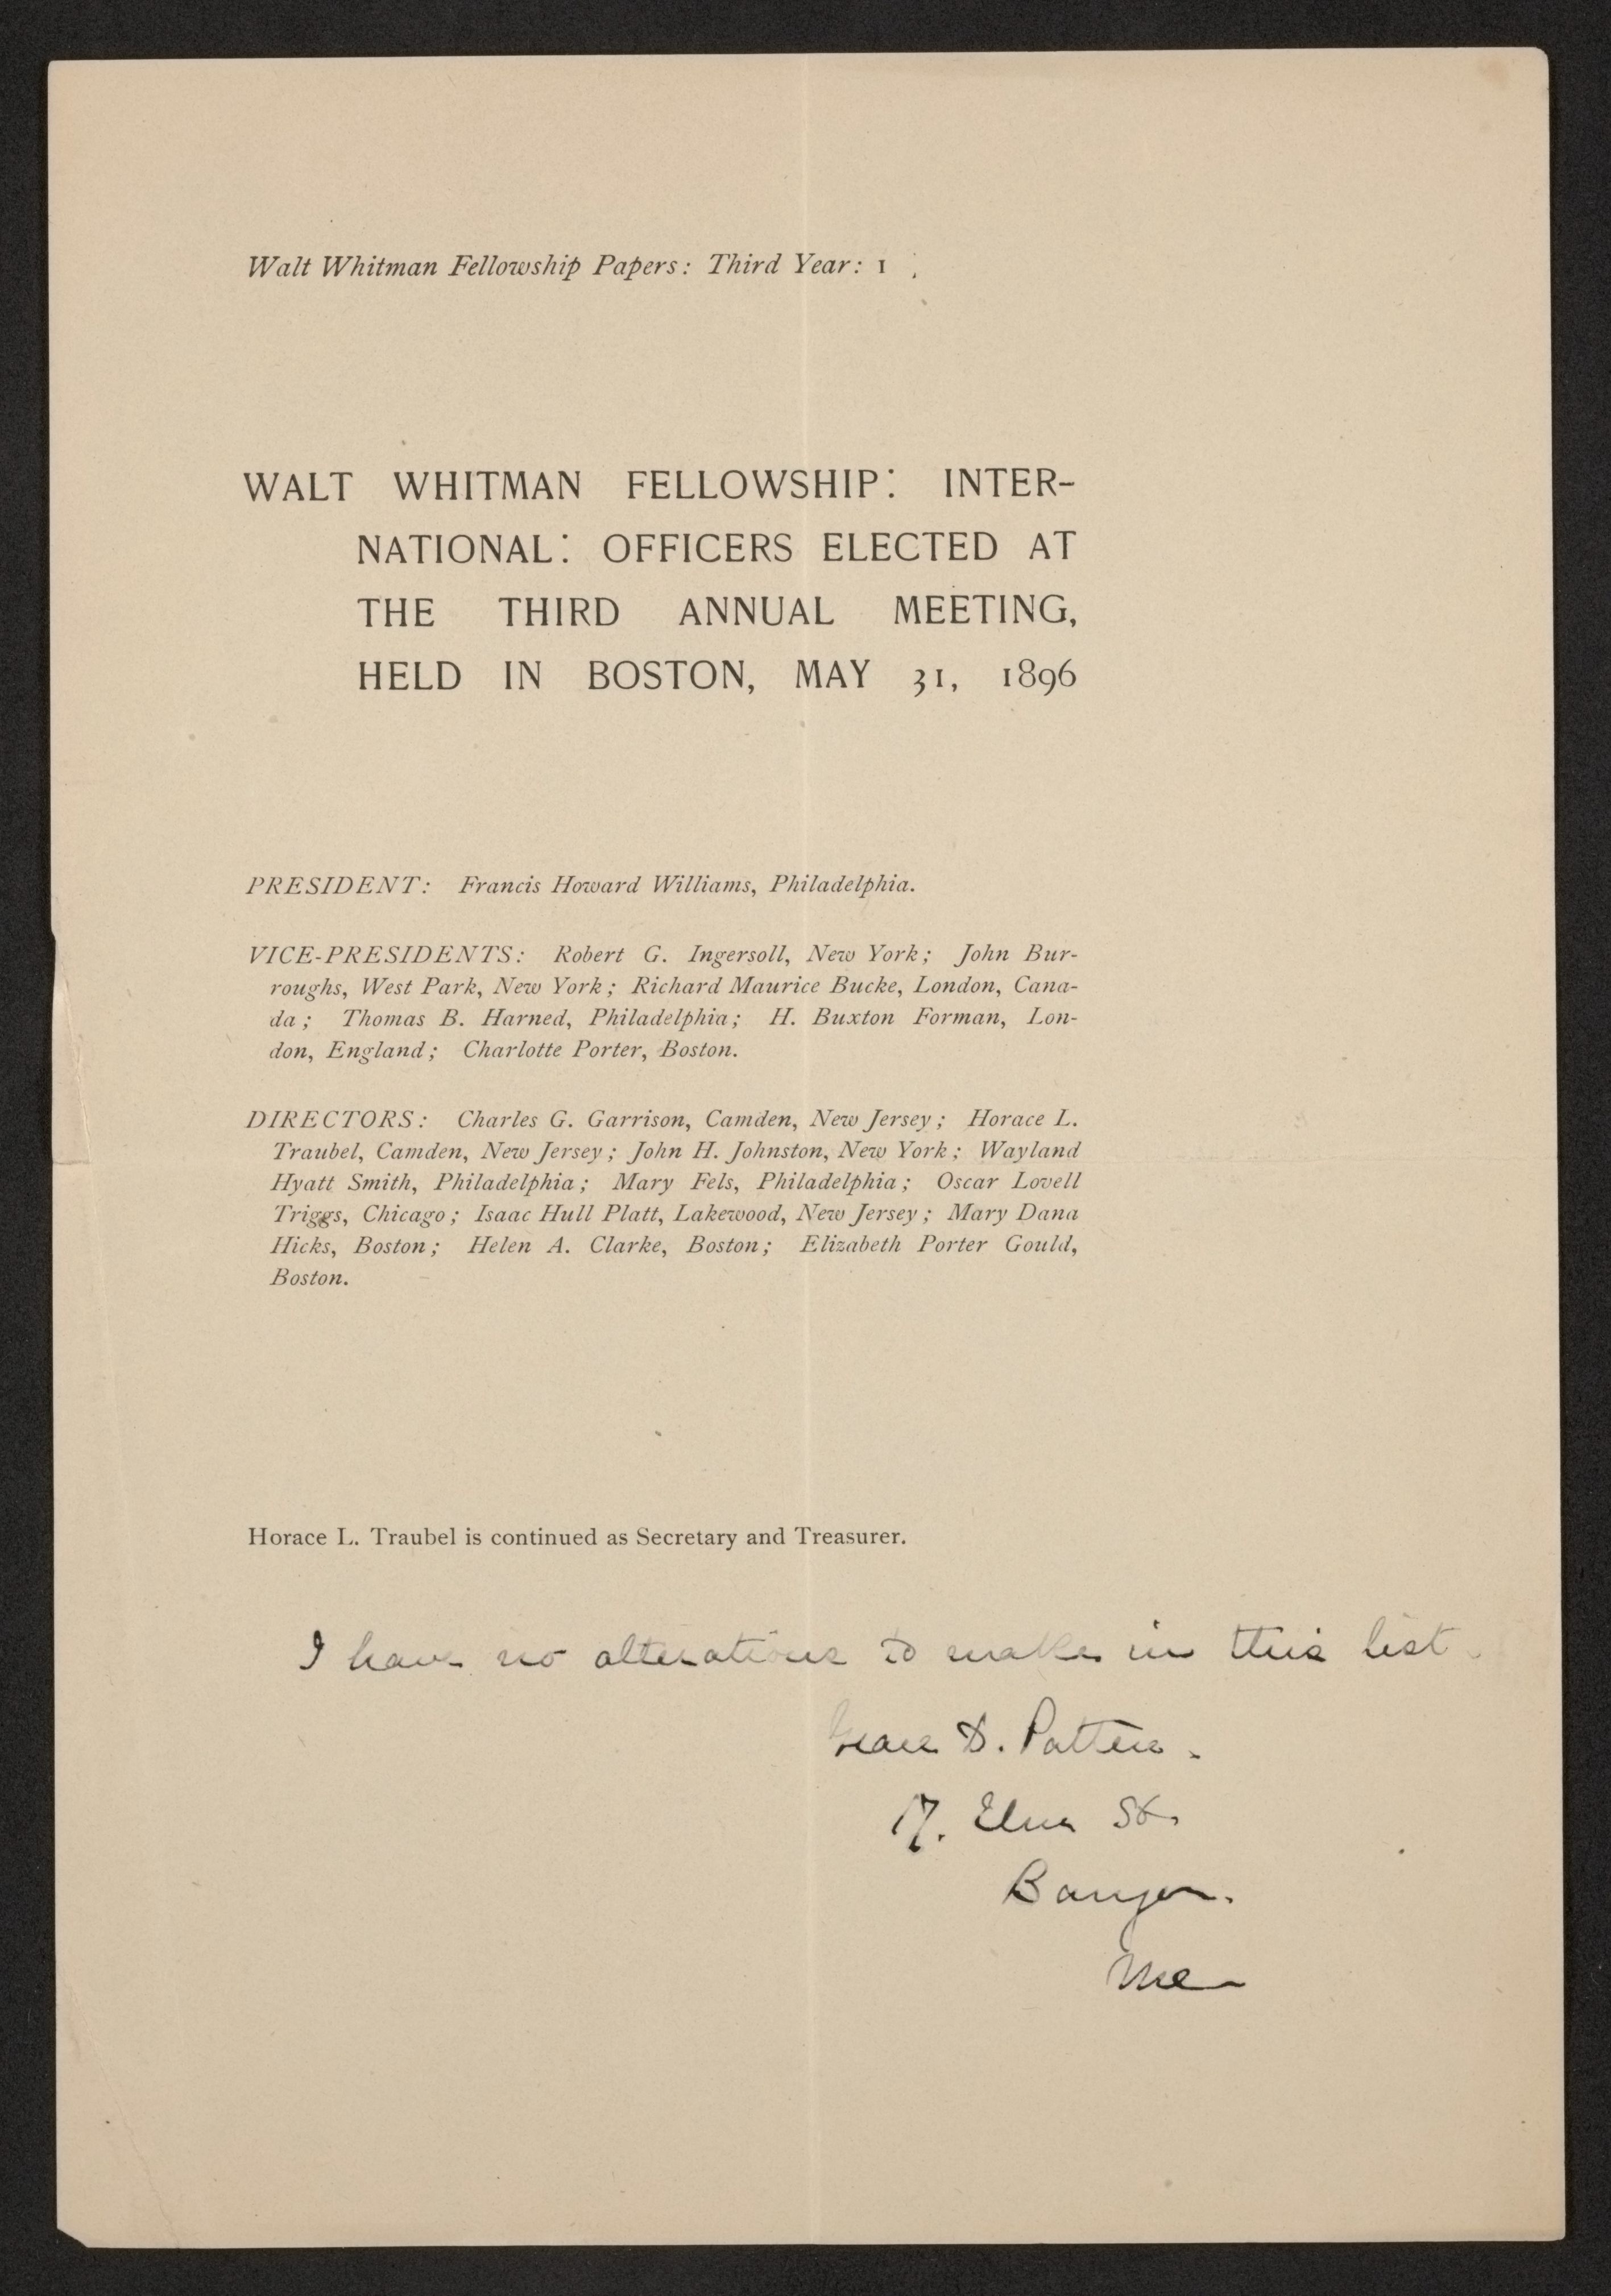 Walt Whitman Fellowship Papers: Third Year: 1
WALT WHITMAN FELLOWSHIP: INTER-
NATIONAL: OFFICERS ELECTED AT
THE THIRD ANNUAL MEETING,
HELD IN BOSTON, MAY 31, 1896
PRESIDENT: Francis Howard Williams, Philadelphia.
VICE-PRESIDENTS: Robert G. Ingersoll, New York; John Bur-
roughs, West Park, New York; Richard Maurice Bucke, London, Cana-
da; Thomas B. Harned, Philadelphia; H. Buxton Forman, Lon-
don, England; Charlotte Porter, Boston.
DIRECTORS: Charles G. Garrison, Camden, New Jersey; Horace L.
Traubel, Camden, New Jersey; John H. Johnston, New York; Wayland
Hyatt Smith, Philadelphia; Mary Fels, Philadelphia; Oscar Lovell
Triggs, Chicago; Isaac Hull Platt, Lakewood, New Jersey; Mary Dana
Hicks, Boston; Helen A. Clarke, Boston; Elizabeth Porter Gould,
Boston.
Horace L. Traubel is continued as Secretary and Treasurer.
I have no alterations to make in this list.
Grace D. Patten.
17. Elm St.
Bangor.
Me